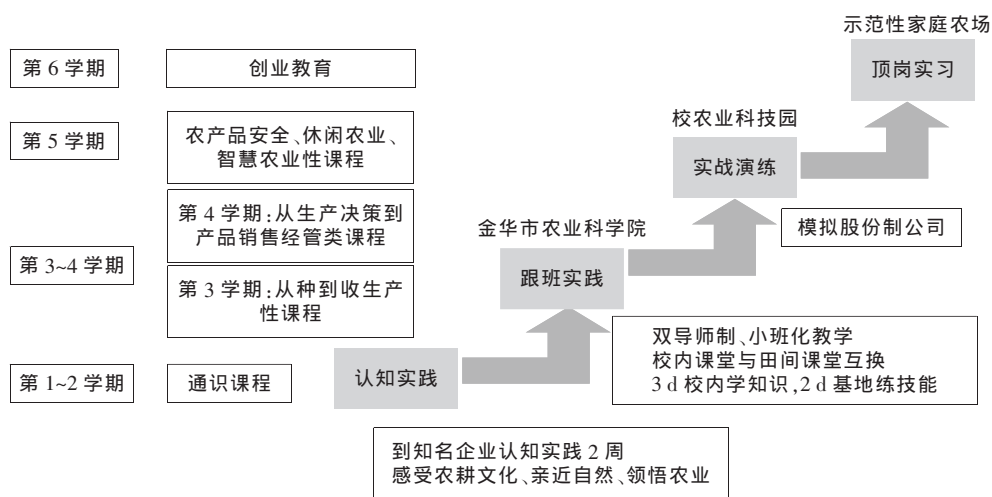 示范性家庭农场
第 6 学期
创业教育
顶岗实习
校农业科技园
第 5 学期
农产品安全、休闲农业、
智慧农业性课程
实战演练
第 4 学期:从生产决策到
产品销售经管类课程
模拟股份制公司
金华市农业科学院
第 3~4 学期
跟班实践
第 3 学期:从种到收生产
性课程
双导师制、小班化教学
校内课堂与田间课堂互换
3 d 校内学知识,2 d 基地练技能
第 1~2 学期
通识课程
认知实践
到知名企业认知实践 2 周
感受农耕文化、亲近自然、领悟农业